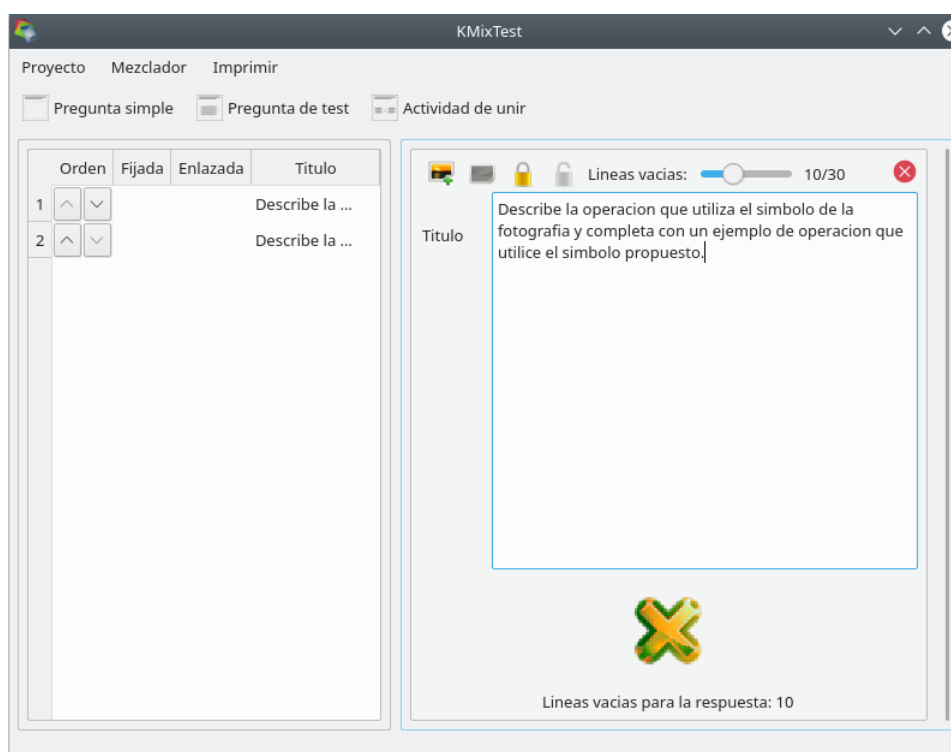 KMixTest
Proyecto Mezclador Imprimir
Pregunta simple Pregunta de test Actividad de unir
Orden Fijada Enlazada Titulo
1 Describe la ...
2 Describe la ...
Lineas vacias: 10/30
Titulo
Describe la operacion que utiliza el simbolo de la
fotografia y completa con un ejemplo de operacion que
utilice el simbolo propuesto.
Lineas vacias para la respuesta: 10